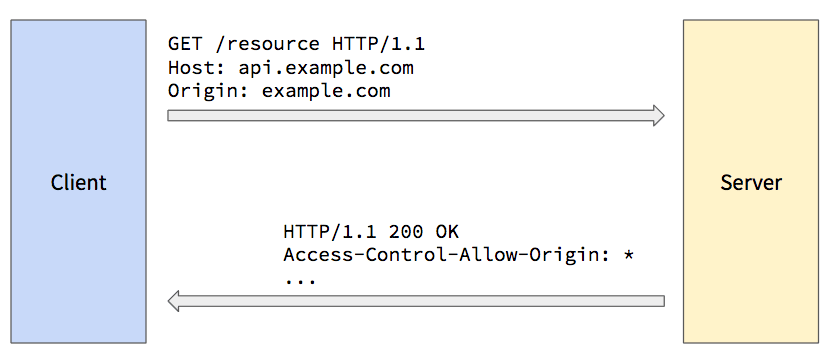 GET /resource HTTP/1.1
Host: api.example.com
Origin: example.com
Client
Server
HTTP/1.1 200 OK
Access-Control-Allow-Origin: *
...